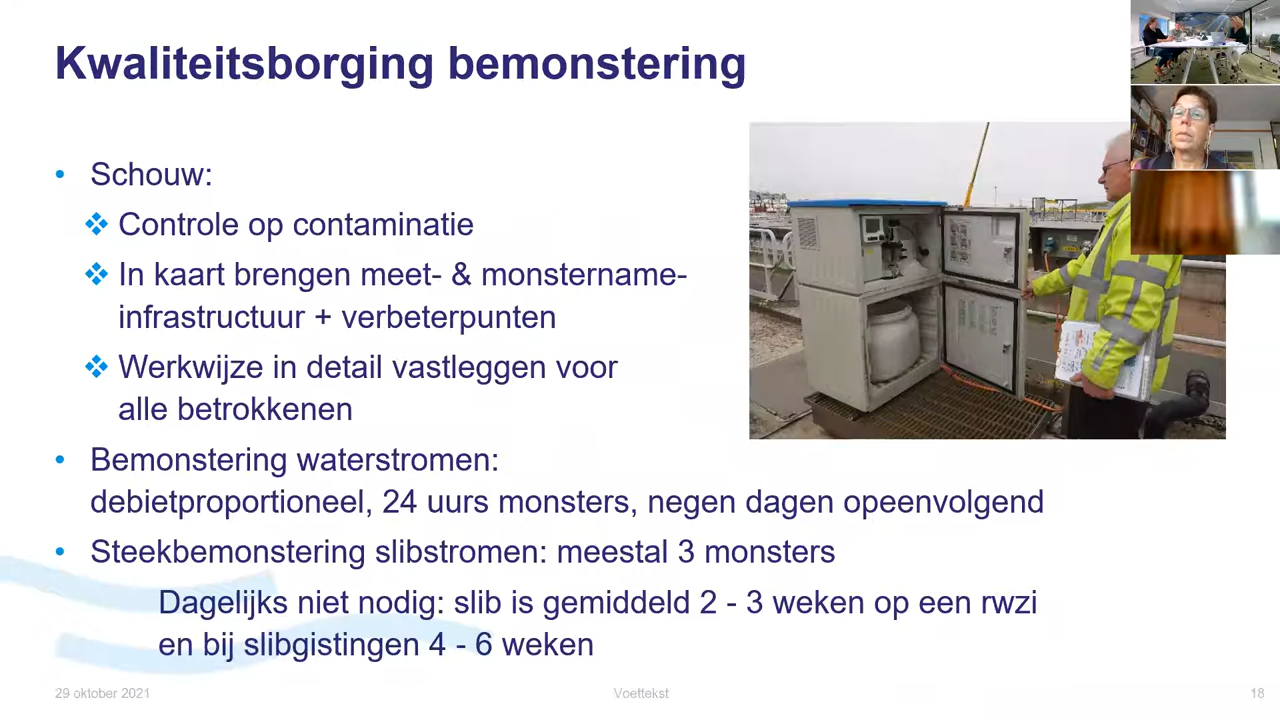 Kwaliteitsborging bemonstering
• Schouw:
❖ Controle op contaminatie
❖ In kaart brengen meet- & monstername-
infrastructuur + verbeterpunten
❖ Werkwijze in detail vastleggen voor
alle betrokkenen
• Bemonstering waterstromen:
debietproportioneel, 24 uurs monsters, negen dagen opeenvolgend
• Steekbemonstering slibstromen: meestal 3 monsters
Dagelijks niet nodig: slib is gemiddeld 2 - 3 weken op een rwzi
en bij slibgistingen 4 - 6 weken
29 oktober 2021
Voettekst
18